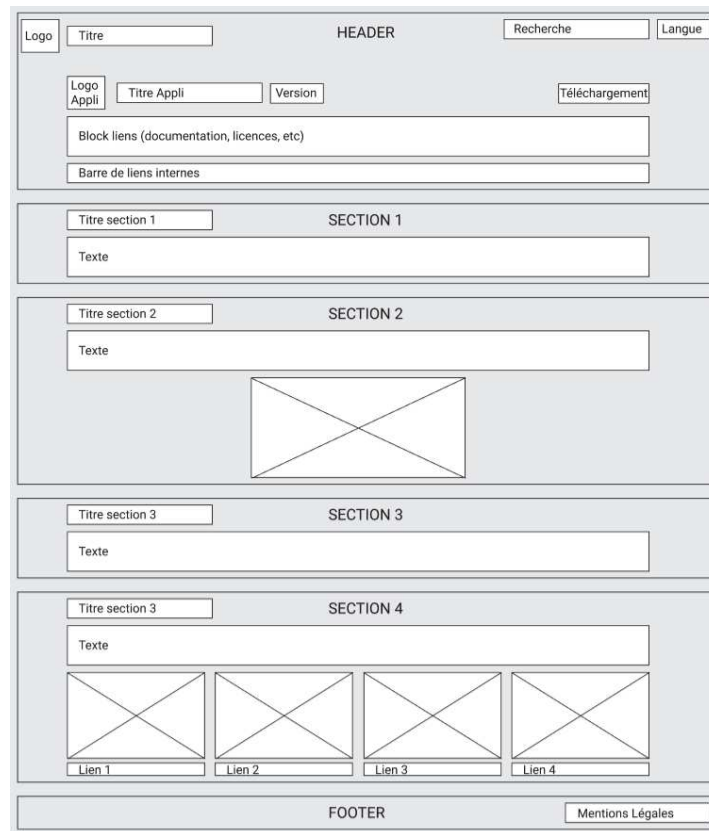 Logo
Titre
HEADER
Recherche
Langue
Logo
Appli
Titre Appli
Version
Téléchargement
Block liens (documentation, licences, etc)
Barre de liens internes
Titre section 1
SECTION 1
Texte
Titre section 2
SECTION 2
Texte
Titre section 3
SECTION 3
Texte
Titre section 3
SECTION 4
Texte
Lien 1
Lien 2
Lien 3
Lien 4
FOOTER
Mentions Légales